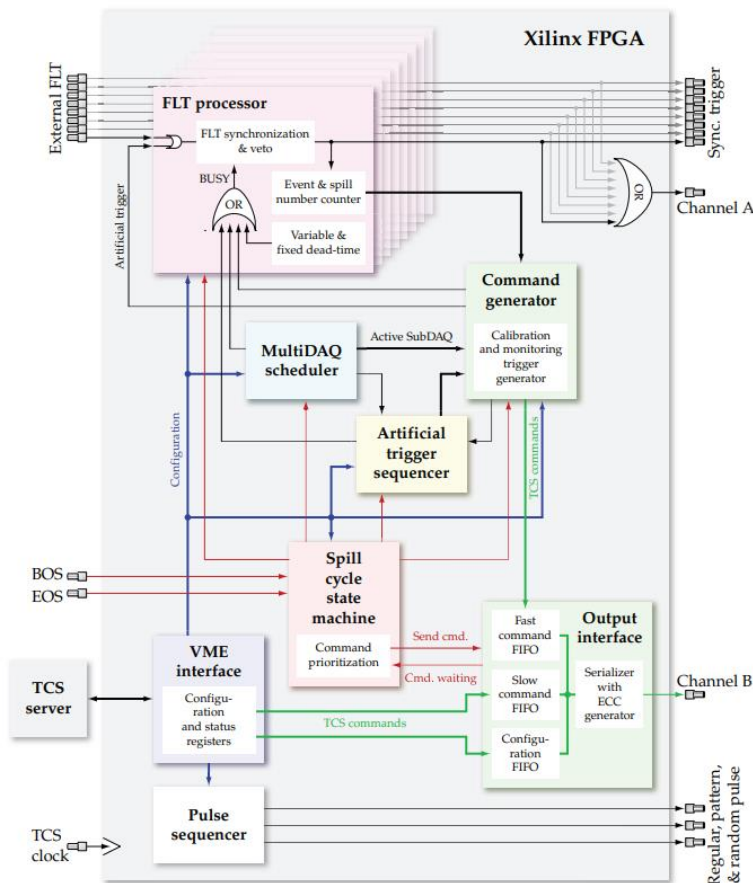 Xilinx FPGA
External FLT
FLT processor
FLT synchronization
& veto
BUSY
OR
Event & spill
number counter
Variable &
fixed dead-time
Artificial trigger
Sync. trigger
OR
Channel A
Command
generator
Calibration
and monitoring
trigger
generator
MultiDAQ
scheduler
Active SubDAQ
Artificial
trigger
sequencer
Configuration
TCS commands
BOS
EOS
Spill
cycle
state
machine
Command
prioritization
Send cmd.
Cmd. waiting
Output
interface
Fast
command
FIFO
Slow
command
FIFO
Configu-
ration
FIFO
Serializer
with
ECC
generator
Channel B
TCS
server
VME
interface
Configu-
ration
and status
registers
TCS commands
Pulse
sequencer
TCS
clock
Regular, pattern,
& random pulse